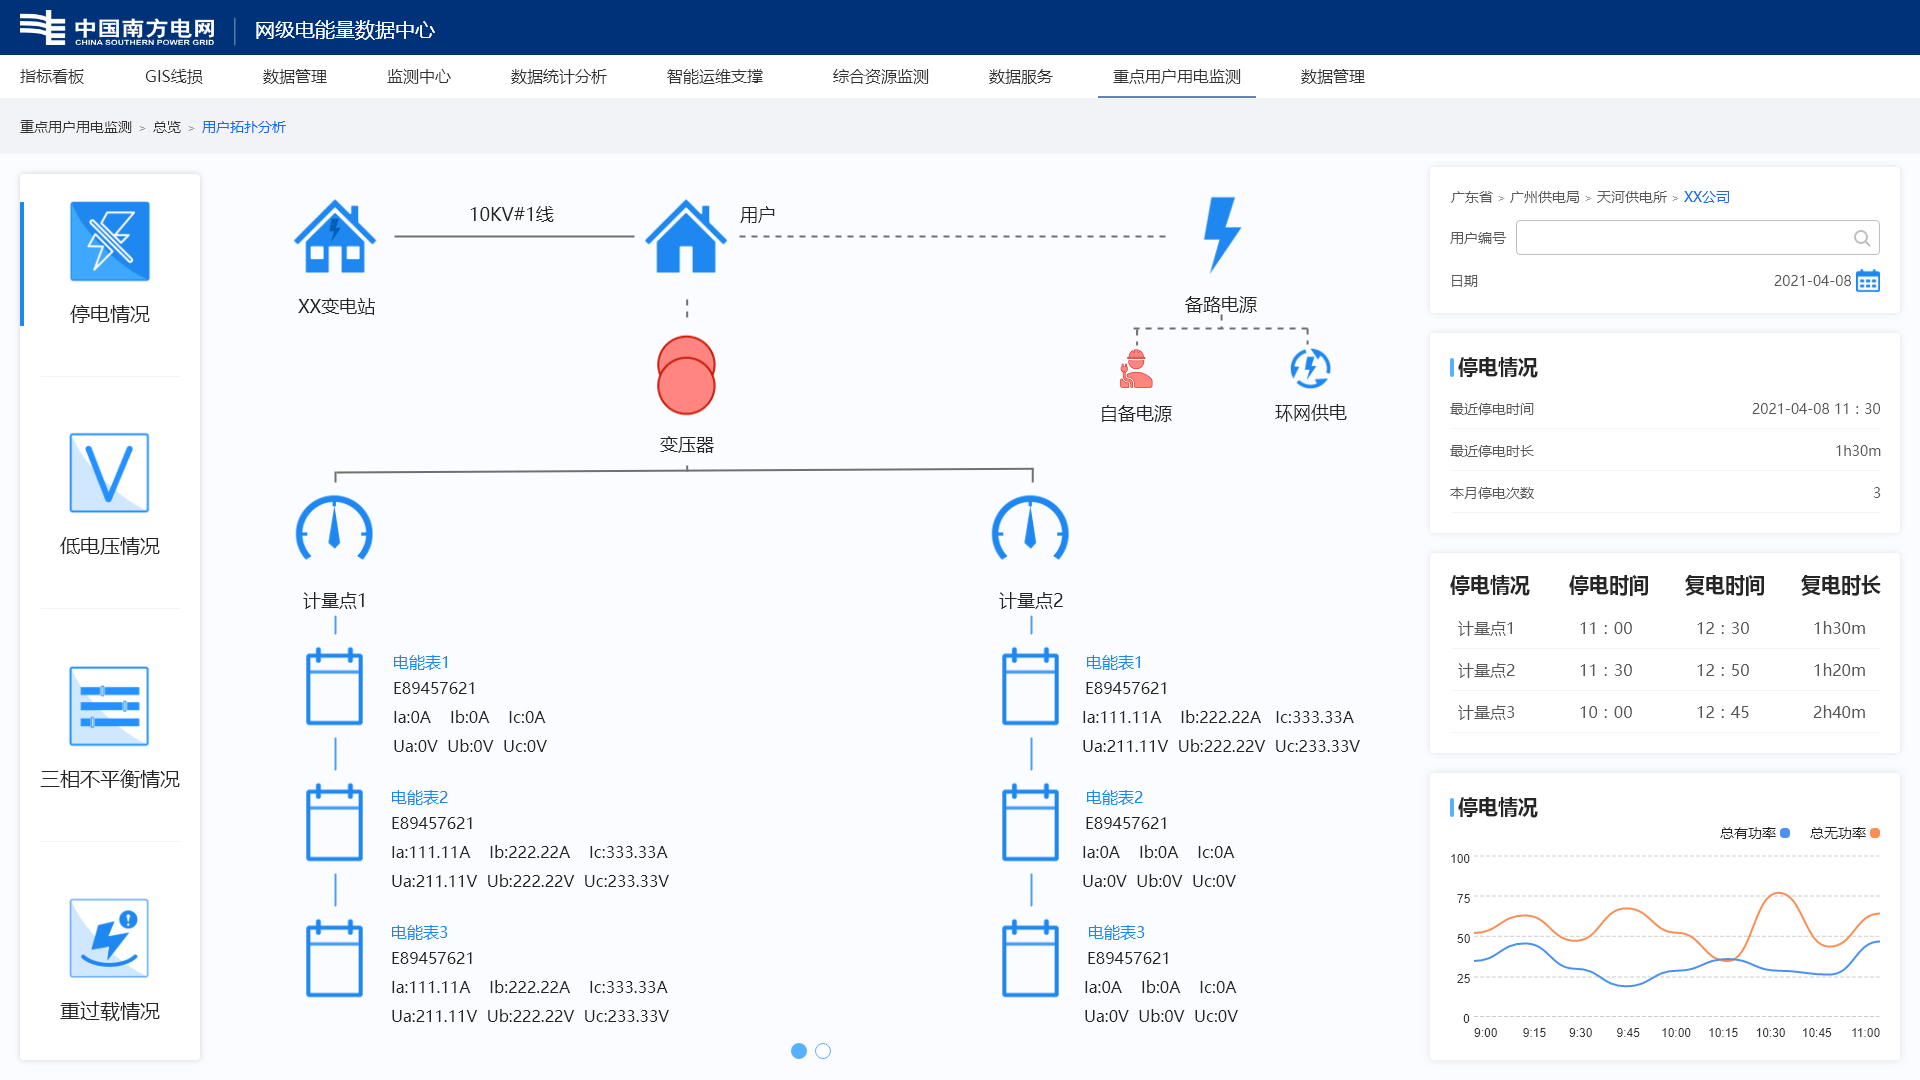 中国南方电网
CHINA SOUTHERN POWER GRID
网级电能量数据中心
指标看板 GIS线损 数据管理 监测中心 数据统计分析 智能运维支撑 综合资源监测 数据服务 重点用户用电监测 数据管理
重点用户用电监测 > 总览 > 用户拓扑分析
停电情况
低电压情况
三相不平衡情况
重过载情况
10KV#1线
用户
XX变电站
备路电源
自备电源
环网供电
变压器
计量点1
电能表1
E89457621
Ia:0A Ib:0A Ic:0A
Ua:0V Ub:0V Uc:0V
电能表2
E89457621
Ia:111.11A Ib:222.22A Ic:333.33A
Ua:211.11V Ub:222.22V Uc:233.33V
电能表3
E89457621
Ia:111.11A Ib:222.22A Ic:333.33A
Ua:211.11V Ub:222.22V Uc:233.33V
计量点2
电能表1
E89457621
Ia:111.11A Ib:222.22A Ic:333.33A
Ua:211.11V Ub:222.22V Uc:233.33V
电能表2
E89457621
Ia:0A Ib:0A Ic:0A
Ua:0V Ub:0V Uc:0V
电能表3
E89457621
Ia:0A Ib:0A Ic:0A
Ua:0V Ub:0V Uc:0V
广东省 > 广州供电局 > 天河供电所 > XX公司
用户编号
日期 2021-04-08
停电情况
最近停电时间 2021-04-08 11：30
最近停电时长 1h30m
本月停电次数 3
停电情况 停电时间 复电时间 复电时长
计量点1 11：00 12：30 1h30m
计量点2 11：30 12：50 1h20m
计量点3 10：00 12：45 2h40m
停电情况
总有功率 总无功率
100
75
50
25
0
9:00 9:15 9:30 9:45 10:00 10:15 10:30 10:45 11:00